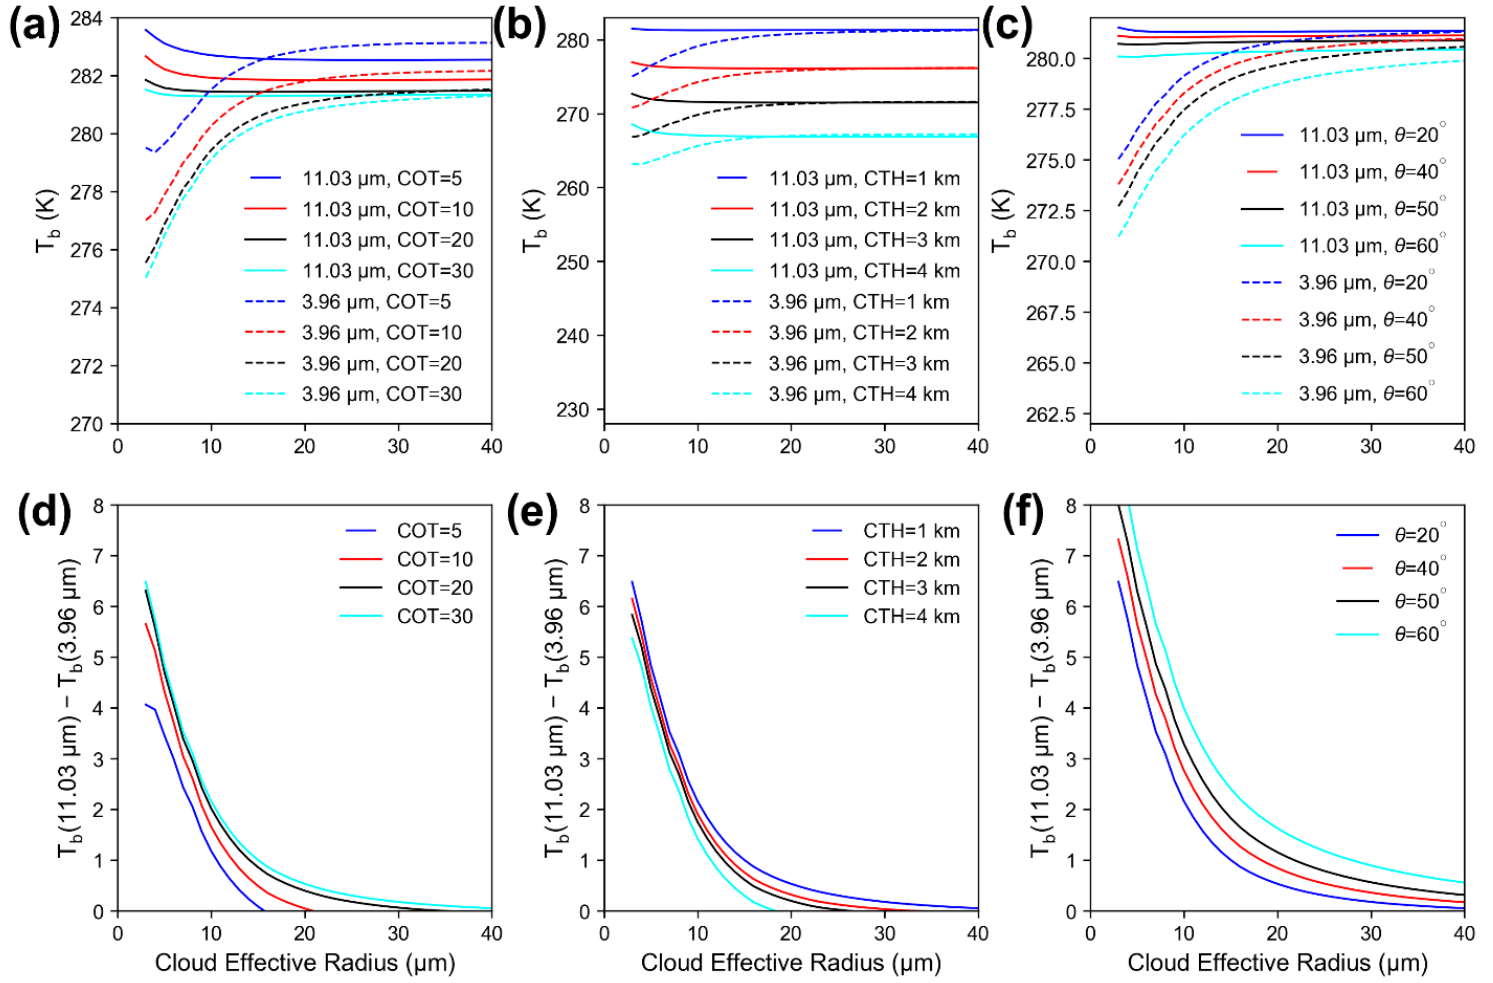 (a)
284
282
280
278
276
274
272
270
T_b (K)
11.03 µm, COT=5
11.03 µm, COT=10
11.03 µm, COT=20
11.03 µm, COT=30
3.96 µm, COT=5
3.96 µm, COT=10
3.96 µm, COT=20
3.96 µm, COT=30
0 10 20 30 40
(b)
280
270
260
250
240
230
T_b (K)
11.03 µm, CTH=1 km
11.03 µm, CTH=2 km
11.03 µm, CTH=3 km
11.03 µm, CTH=4 km
3.96 µm, CTH=1 km
3.96 µm, CTH=2 km
3.96 µm, CTH=3 km
3.96 µm, CTH=4 km
0 10 20 30 40
(c)
280.0
277.5
275.0
272.5
270.0
267.5
265.0
262.5
T_b (K)
11.03 µm, θ=20°
11.03 µm, θ=40°
11.03 µm, θ=50°
11.03 µm, θ=60°
3.96 µm, θ=20°
3.96 µm, θ=40°
3.96 µm, θ=50°
3.96 µm, θ=60°
0 10 20 30 40
(d)
8
7
6
5
4
3
2
1
0
T_b(11.03 µm) − T_b(3.96 µm)
COT=5
COT=10
COT=20
COT=30
0 10 20 30 40
Cloud Effective Radius (µm)
(e)
8
7
6
5
4
3
2
1
0
T_b(11.03 µm) − T_b(3.96 µm)
CTH=1 km
CTH=2 km
CTH=3 km
CTH=4 km
0 10 20 30 40
Cloud Effective Radius (µm)
(f)
8
7
6
5
4
3
2
1
0
T_b(11.03 µm) − T_b(3.96 µm)
θ=20°
θ=40°
θ=50°
θ=60°
0 10 20 30 40
Cloud Effective Radius (µm)